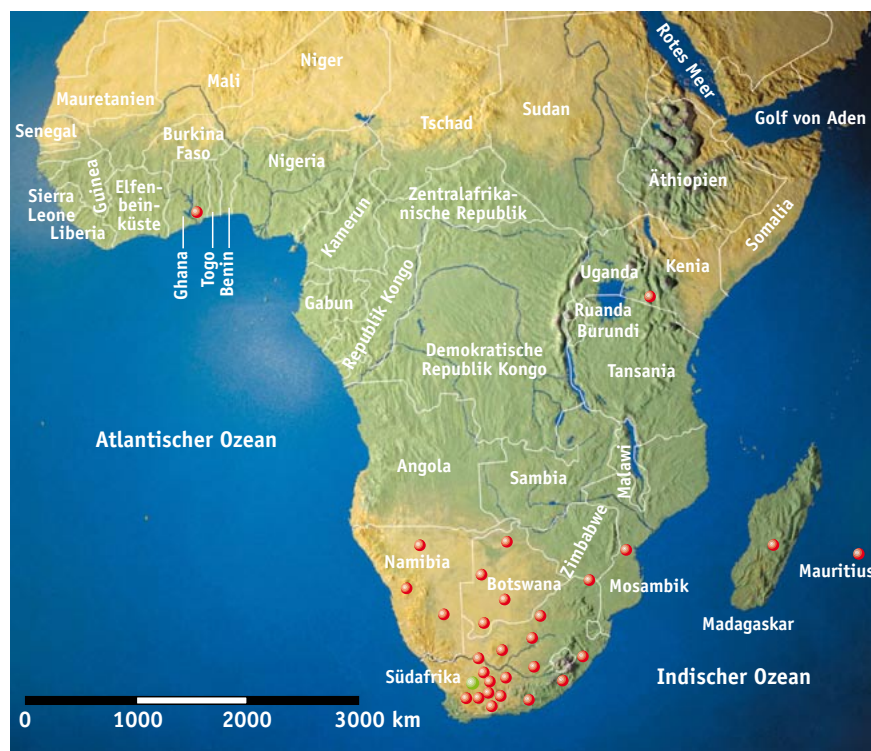 Rotes Meer
Niger
Mali
Mauretanien
Sudan
Tschad
Golf von Aden
Senegal
Burkina
Faso
Nigeria
Äthiopien
Guinea
Elfen-
bein-
küste
Sierra
Leone
Liberia
Zentralafrika-
nische Republik
Kamerun
Somalia
Ghana
Togo
Benin
Uganda
Kenia
Gabun
Republik Kongo
Ruanda
Burundi
Demokratische
Republik Kongo
Tansania
Atlantischer Ozean
Angola
Sambia
Malawi
Zimbabwe
Namibia
Botswana
Mosambik
Mauritius
Madagaskar
Südafrika
Indischer Ozean
0 1000 2000 3000 km